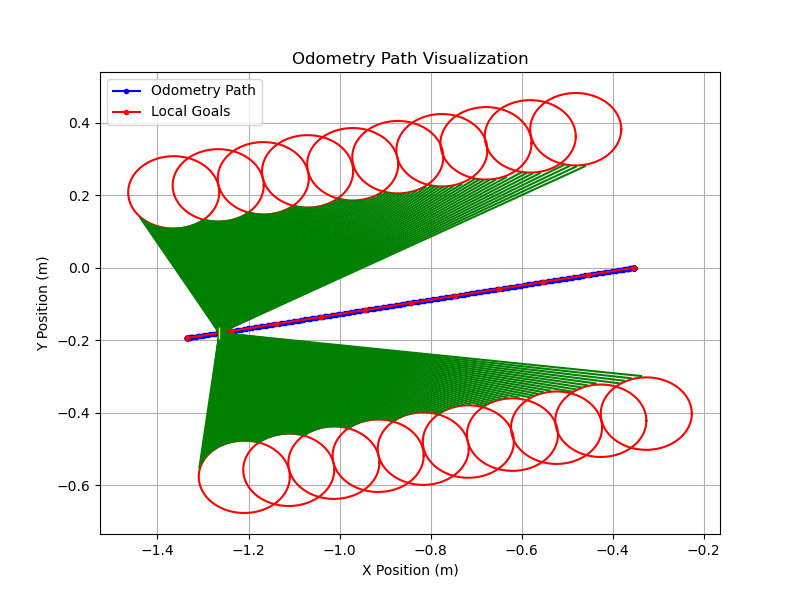 Odometry Path Visualization
Odometry Path
Local Goals
Y Position (m)
0.4
0.2
0.0
−0.2
−0.4
−0.6
−1.4
−1.2
−1.0
−0.8
−0.6
−0.4
−0.2
X Position (m)